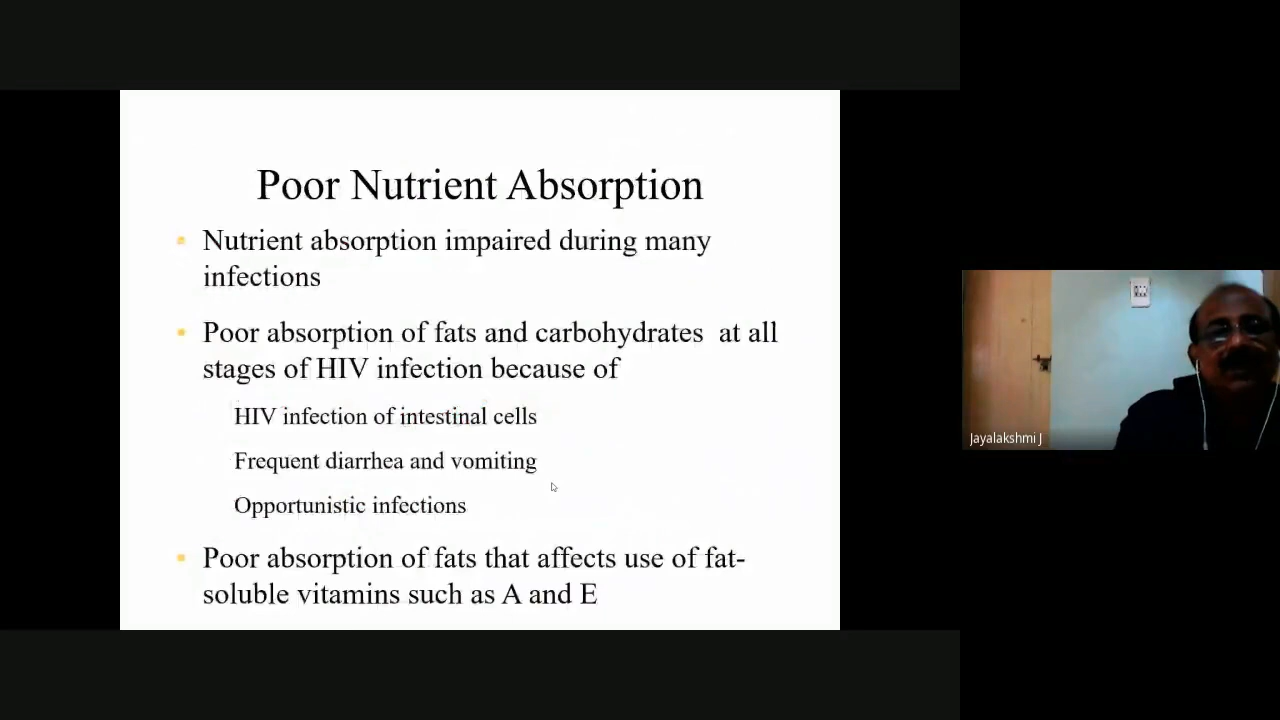 Poor Nutrient Absorption
Nutrient absorption impaired during many
infections
Poor absorption of fats and carbohydrates at all
stages of HIV infection because of
HIV infection of intestinal cells
Frequent diarrhea and vomiting
Opportunistic infections
Poor absorption of fats that affects use of fat-
soluble vitamins such as A and E
Jayalakshmi J